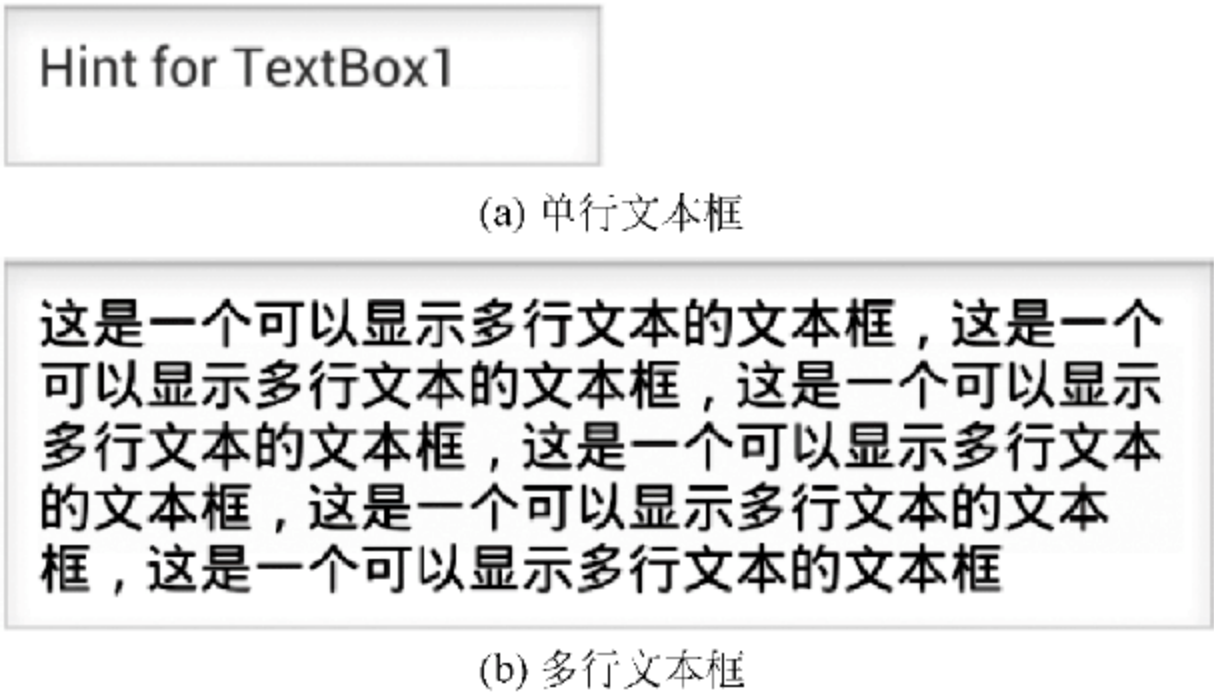 Hint for TextBox1
(a) 单行文本框
这是一个可以显示多行文本的文本框，这是一个
可以显示多行文本的文本框，这是一个可以显示
多行文本的文本框，这是一个可以显示多行文本
的文本框，这是一个可以显示多行文本的文本
框，这是一个可以显示多行文本的文本框
(b) 多行文本框